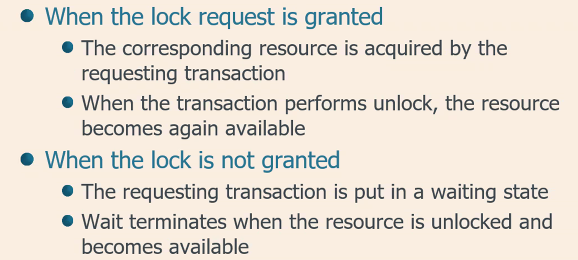 When the lock request is granted
The corresponding resource is acquired by the
requesting transaction
When the transaction performs unlock, the resource
becomes again available
When the lock is not granted
The requesting transaction is put in a waiting state
Wait terminates when the resource is unlocked and
becomes available